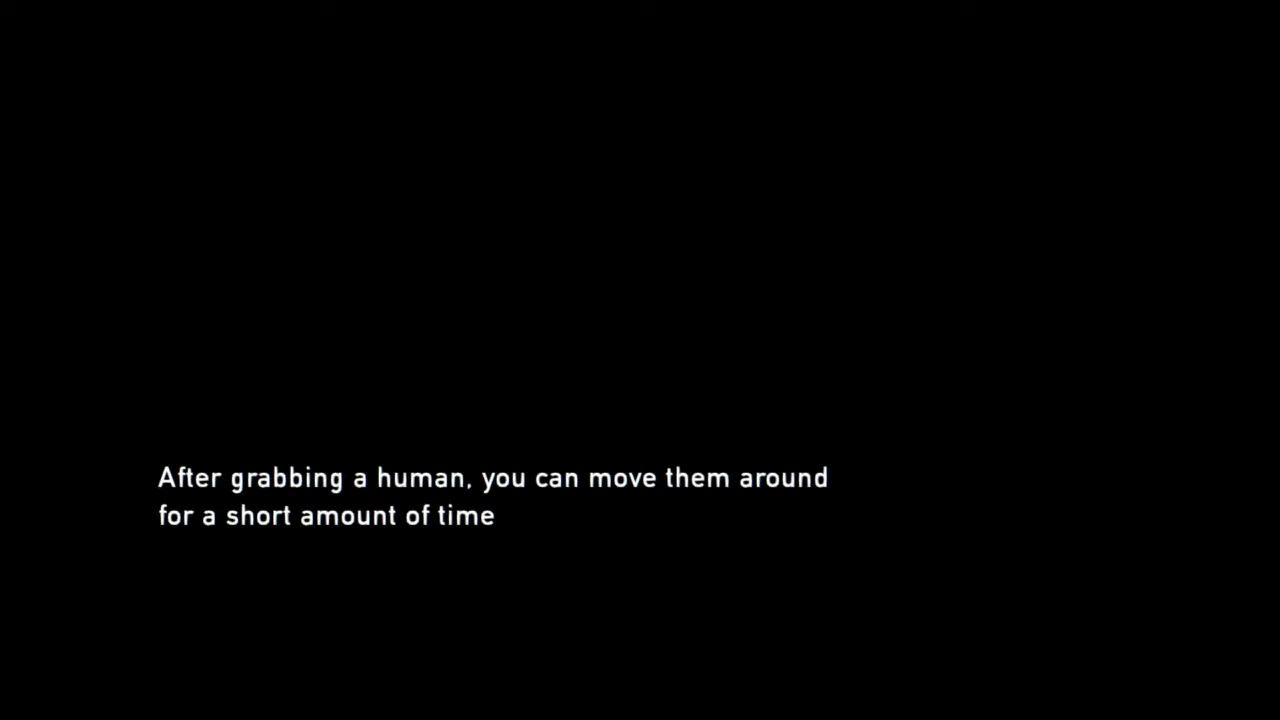 After grabbing a human, you can move them around
for a short amount of time